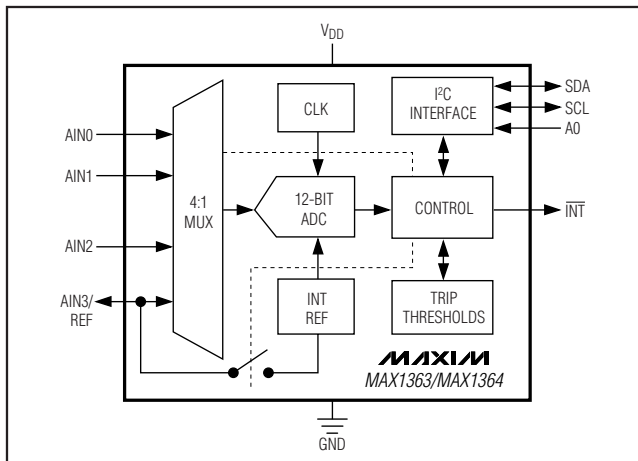 VDD
I²C
INTERFACE
SDA
SCL
A0
CLK
AIN0
AIN1
AIN2
AIN3/
REF
4:1
MUX
12-BIT
ADC
CONTROL
INT
INT
REF
TRIP
THRESHOLDS
MAXIM
MAX1363/MAX1364
GND